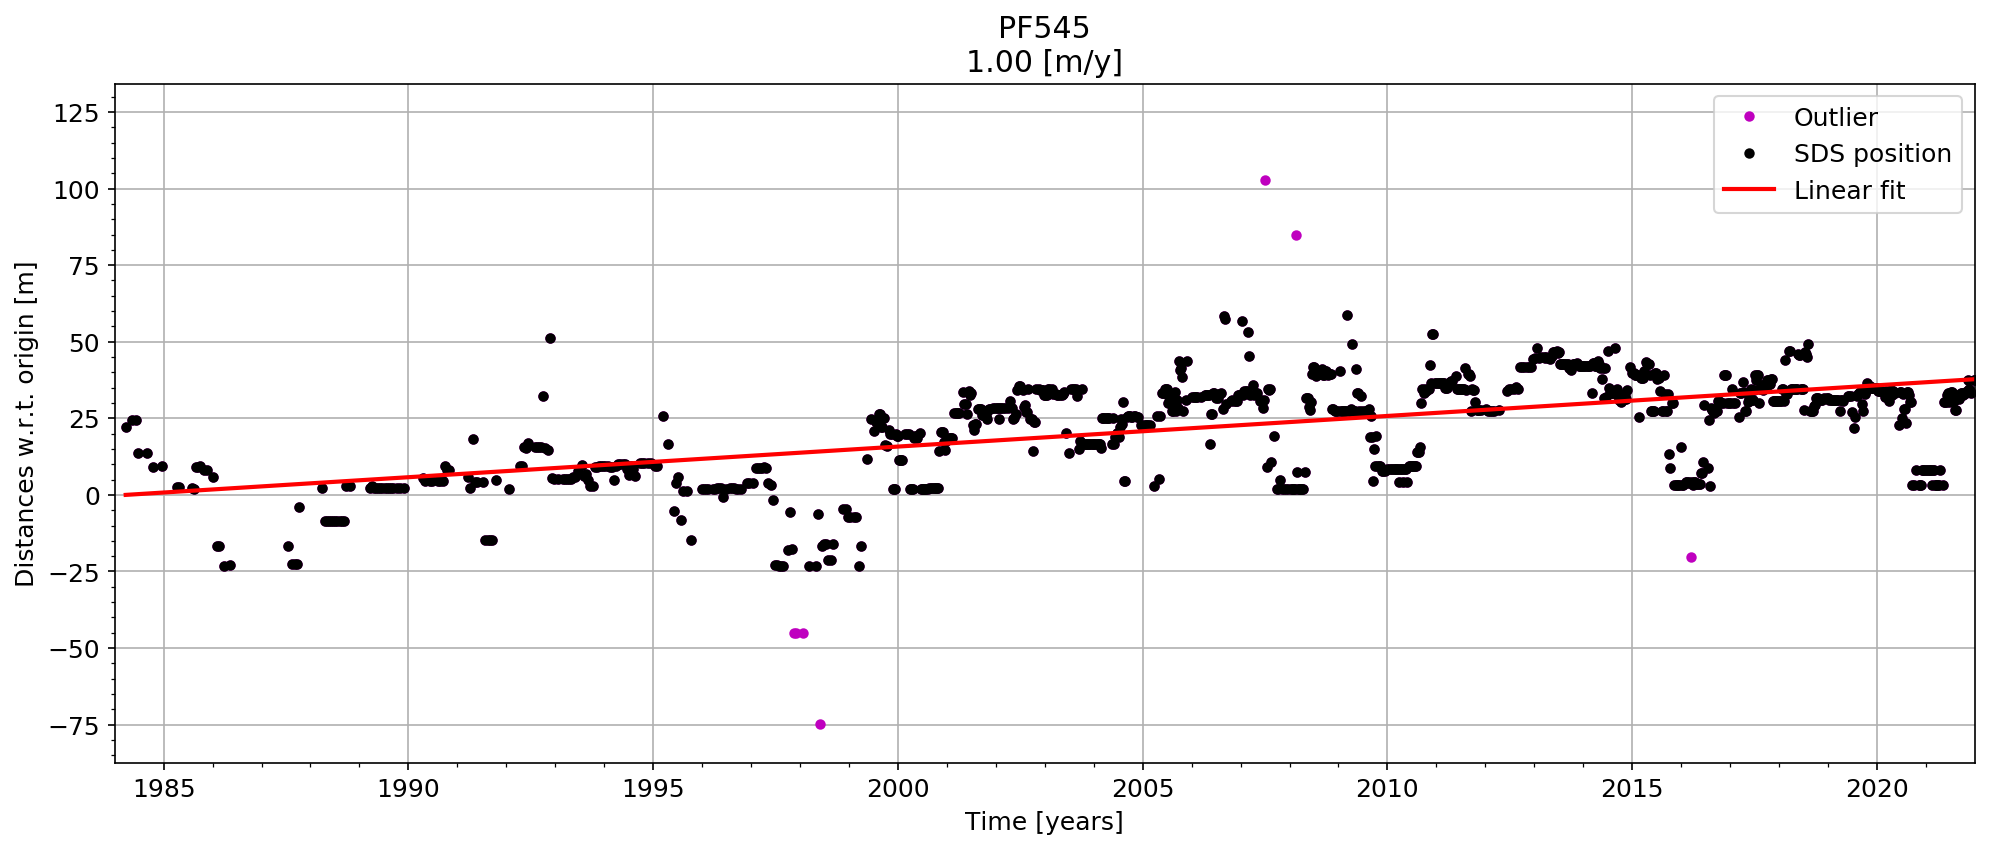 PF545
1.00 [m/y]
Distances w.r.t. origin [m]
125
100
75
50
25
0
−25
−50
−75
Outlier
SDS position
Linear fit
1985 1990 1995 2000 2005 2010 2015 2020
Time [years]